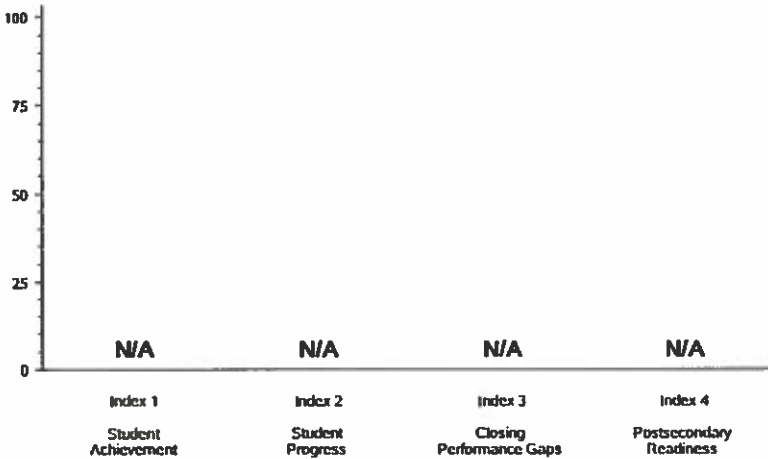 100
75
50
25
0
N/A N/A N/A N/A
Index 1 Index 2 Index 3 Index 4
Student Achievement
Student Progress
Closing Performance Gaps
Postsecondary Readiness